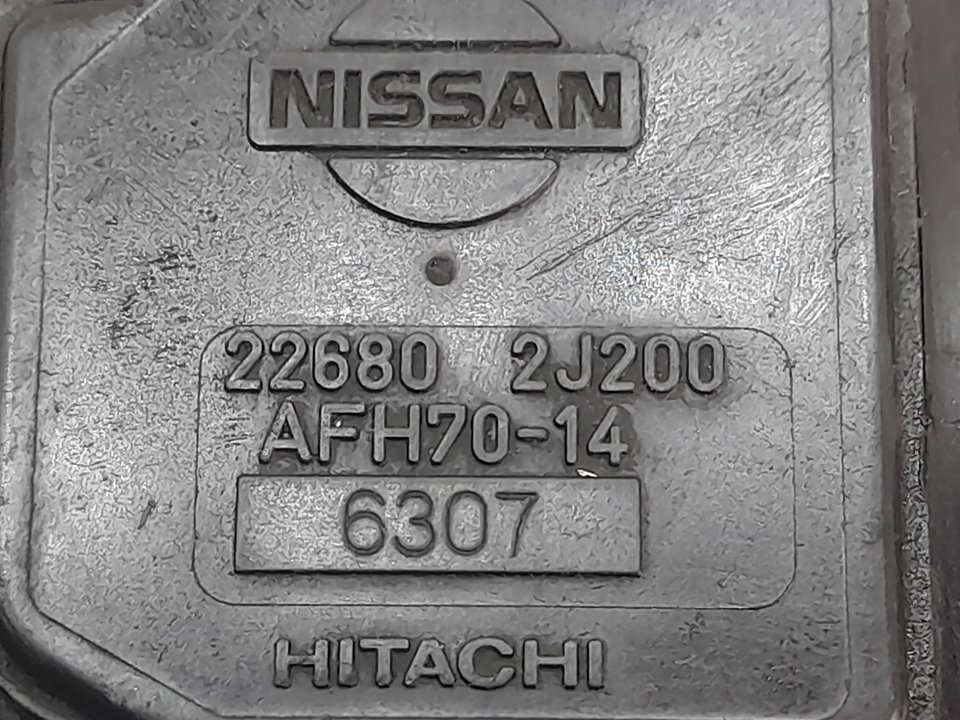 NISSAN
22680 2J200
AFH70-14
6307
HITACHI